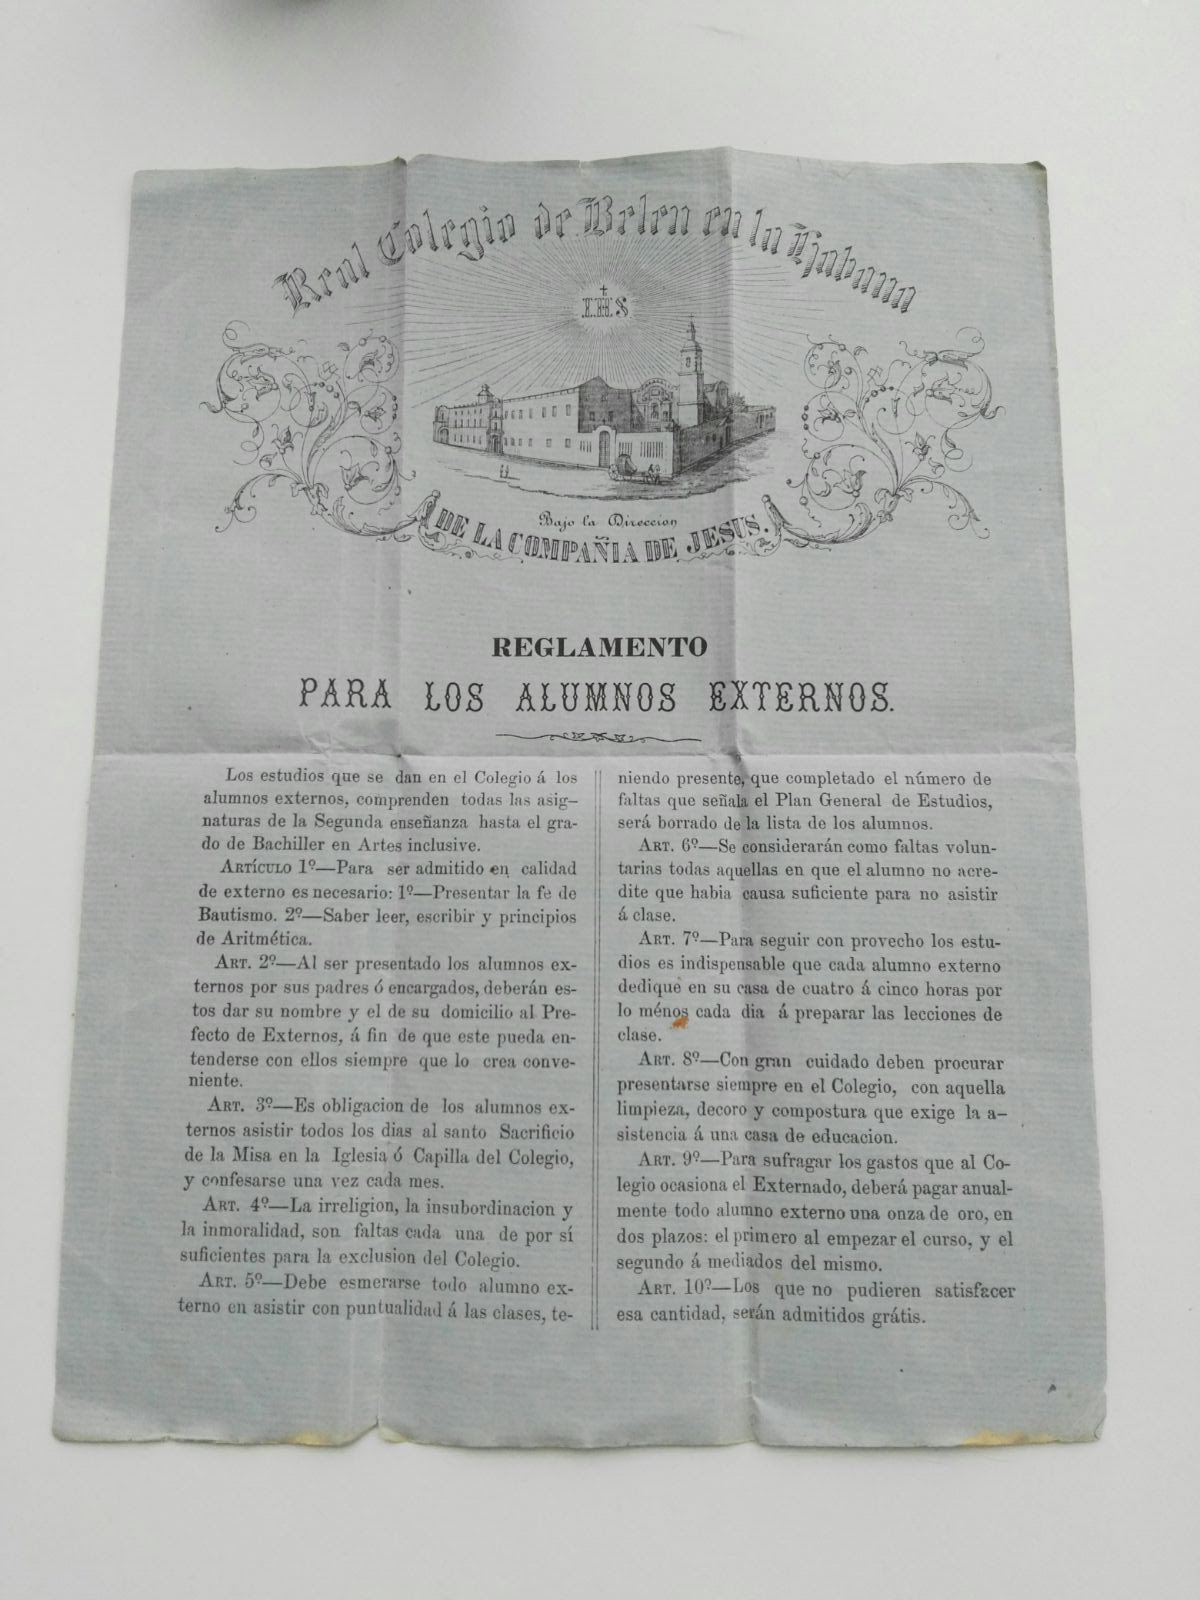 Real Colegio de Belen en la Habana
IHS
Bajo la Direccion
DE LA COMPAÑIA DE JESUS.
REGLAMENTO
PARA LOS ALUMNOS EXTERNOS.
Los estudios que se dan en el Colegio á los
alumnos externos, comprenden todas las asig-
naturas de la Segunda enseñanza hasta el gra-
do de Bachiller en Artes inclusive.
ARTÍCULO 1º—Para ser admitido en calidad
de externo es necesario: 1º—Presentar la fé de
Bautismo. 2º—Saber leer, escribir y principios
de Aritmética.
ART. 2º—Al ser presentado los alumnos ex-
ternos por sus padres ó encargados, deberán es-
tos dar su nombre y el de su domicilio al Pre-
fecto de Externos, á fin de que este pueda en-
tenderse con ellos siempre que lo crea conve-
niente.
ART. 3º—Es obligacion de los alumnos ex-
ternos asistir todos los dias al santo Sacrificio
de la Misa en la Iglesia ó Capilla del Colegio,
y confesarse una vez cada mes.
ART. 4º—La irreligion, la insubordinacion y
la inmoralidad, son faltas cada una de por sí
suficientes para la exclusion del Colegio.
ART. 5º—Debe esmerarse todo alumno ex-
terno en asistir con puntualidad á las clases, te-
niendo presente, que completado el número de
faltas que señala el Plan General de Estudios,
será borrado de la lista de los alumnos.
ART. 6º—Se considerarán como faltas volun-
tarias todas aquellas en que el alumno no acre-
dite que habia causa suficiente para no asistir
á clase.
ART. 7º—Para seguir con provecho los estu-
dios es indispensable que cada alumno externo
dedique en su casa de cuatro á cinco horas por
lo ménos cada dia á preparar las lecciones de
clase.
ART. 8º—Con gran cuidado deben procurar
presentarse siempre en el Colegio, con aquella
limpieza, decoro y compostura que exige la a-
sistencia á una casa de educacion.
ART. 9º—Para sufragar los gastos que al Co-
legio ocasiona el Externado, deberá pagar anual-
mente todo alumno externo una onza de oro, en
dos plazos: el primero al empezar el curso, y el
segundo á mediados del mismo.
ART. 10º—Los que no pudieren satisfacer
esa cantidad, serán admitidos grátis.